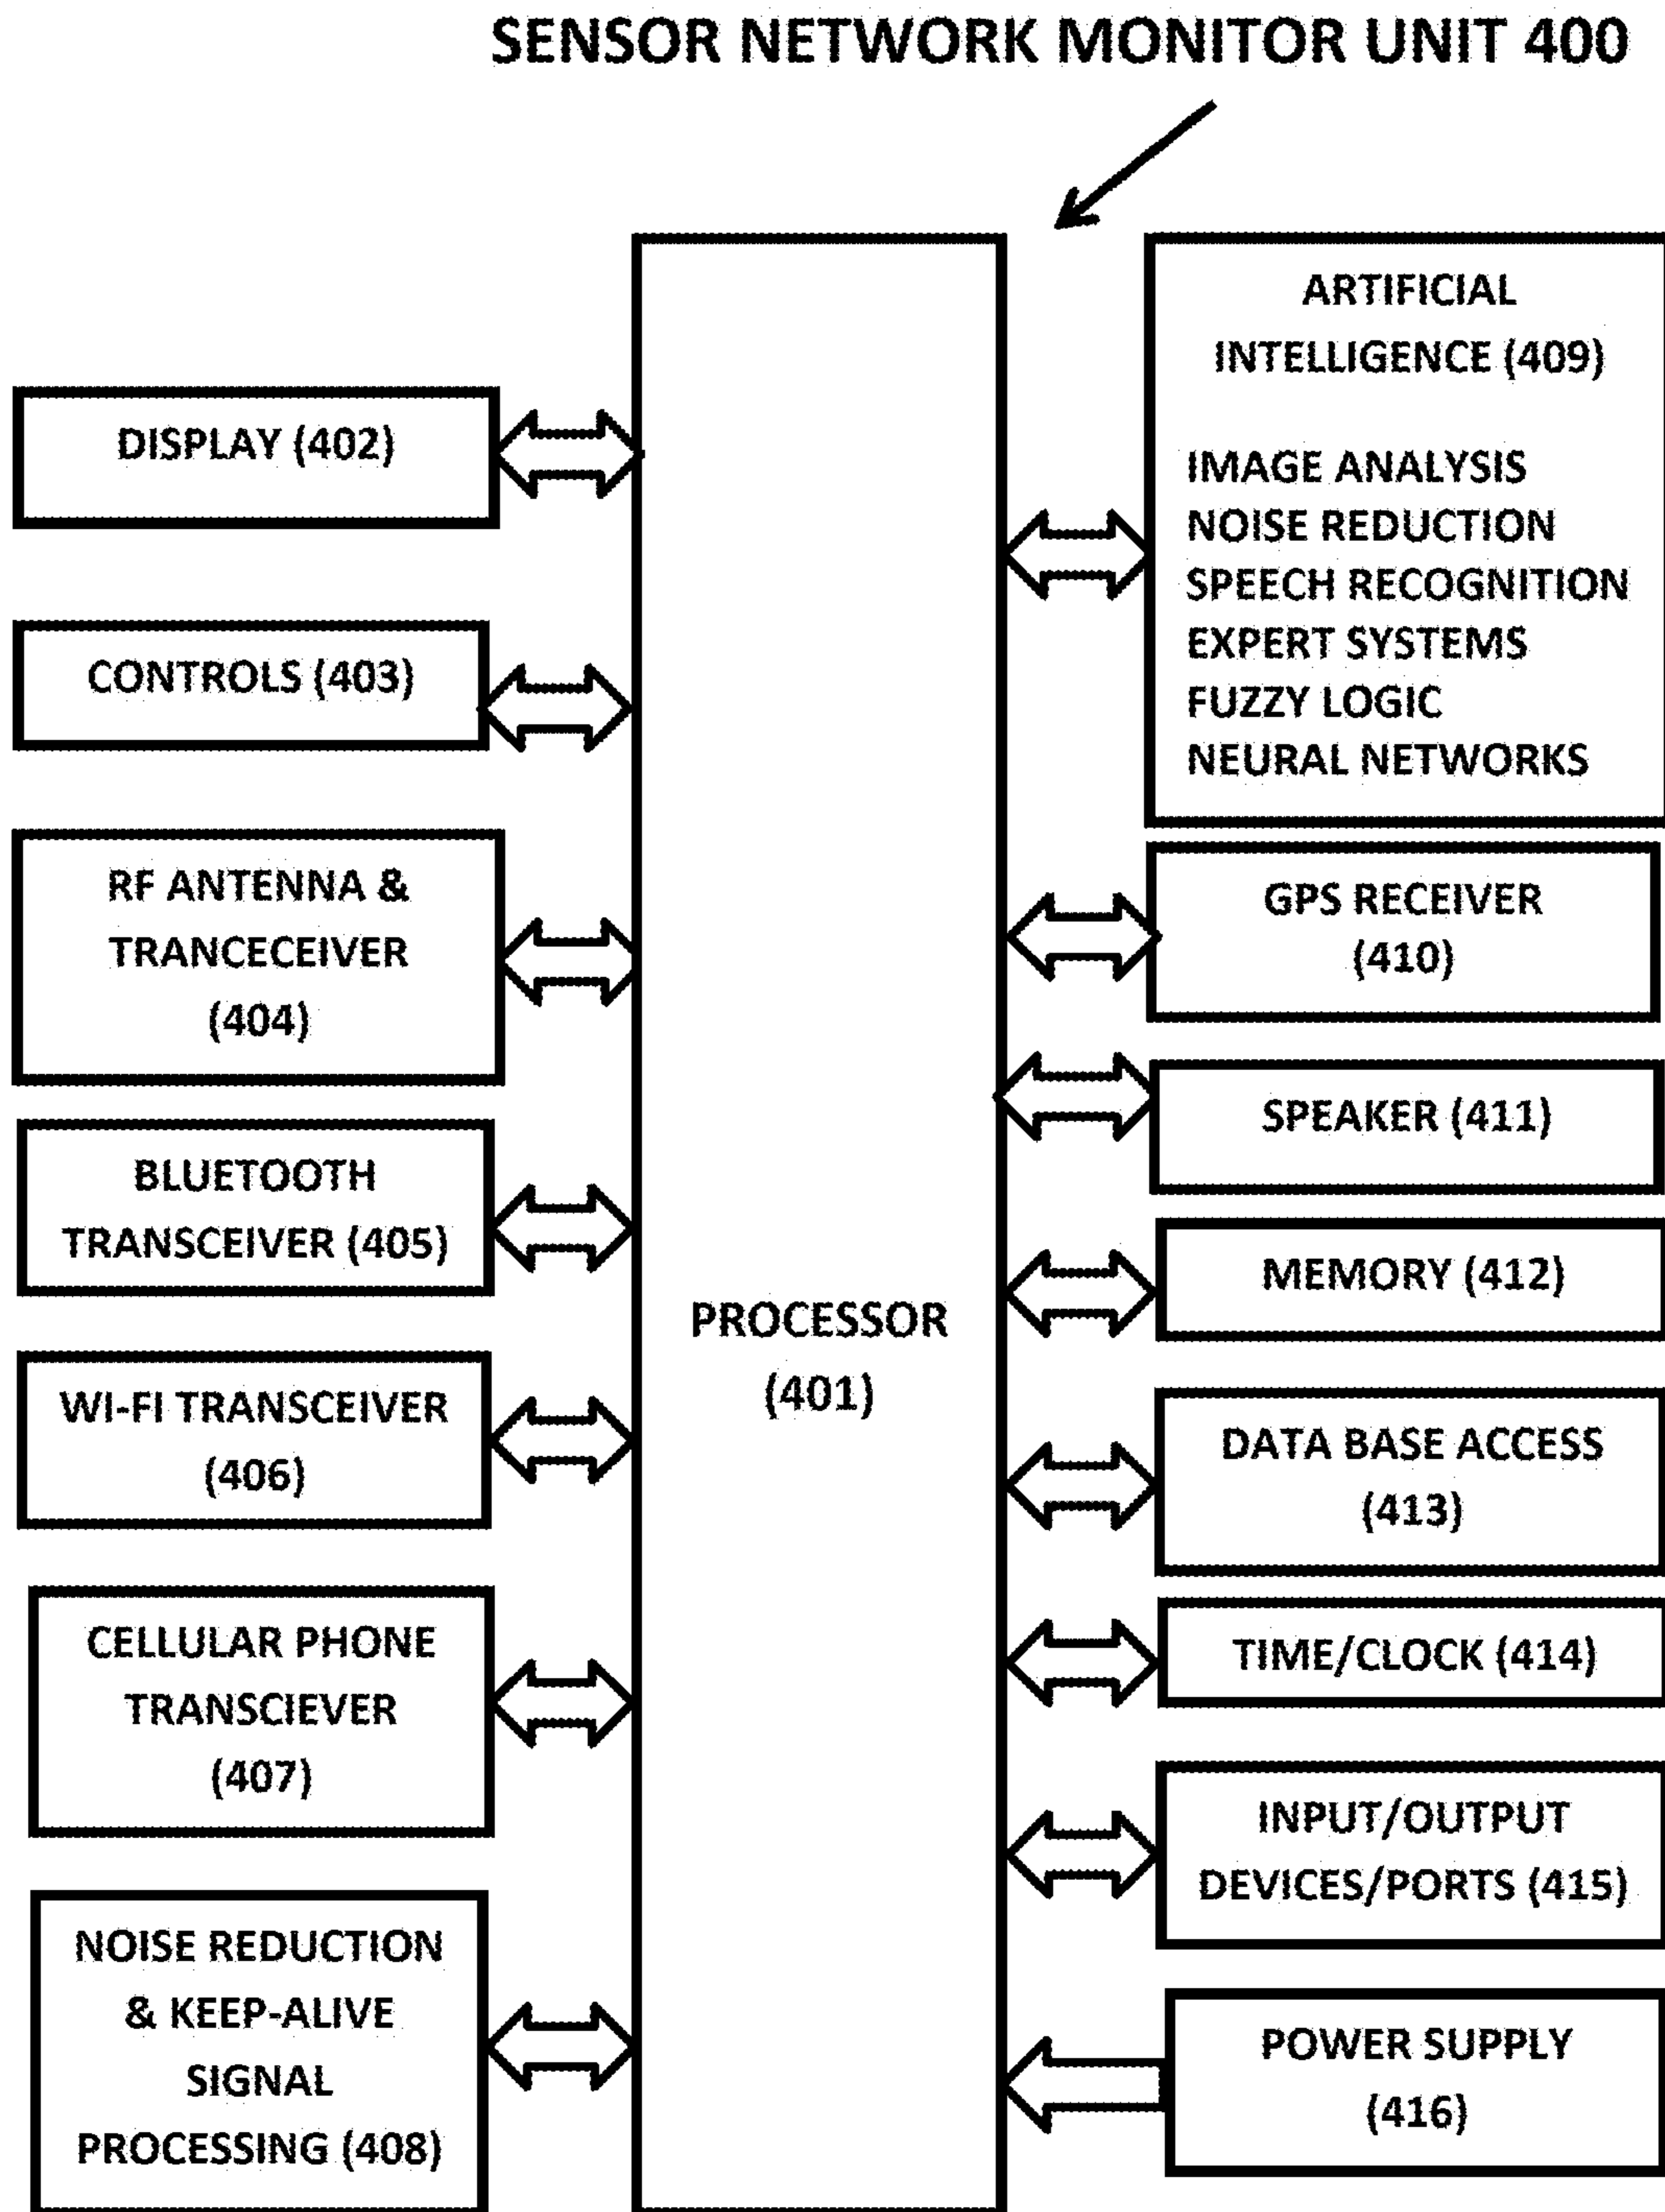 SENSOR NETWORK MONITOR UNIT 400
DISPLAY (402)
CONTROLS (403)
RF ANTENNA &
TRANCECEIVER
(404)
BLUETOOTH
TRANSCEIVER (405)
WI-FI TRANSCEIVER
(406)
CELLULAR PHONE
TRANSCIEVER
(407)
NOISE REDUCTION
& KEEP-ALIVE
SIGNAL
PROCESSING (408)
PROCESSOR
(401)
ARTIFICIAL
INTELLIGENCE (409)
IMAGE ANALYSIS
NOISE REDUCTION
SPEECH RECOGNITION
EXPERT SYSTEMS
FUZZY LOGIC
NEURAL NETWORKS
GPS RECEIVER
(410)
SPEAKER (411)
MEMORY (412)
DATA BASE ACCESS
(413)
TIME/CLOCK (414)
INPUT/OUTPUT
DEVICES/PORTS (415)
POWER SUPPLY
(416)